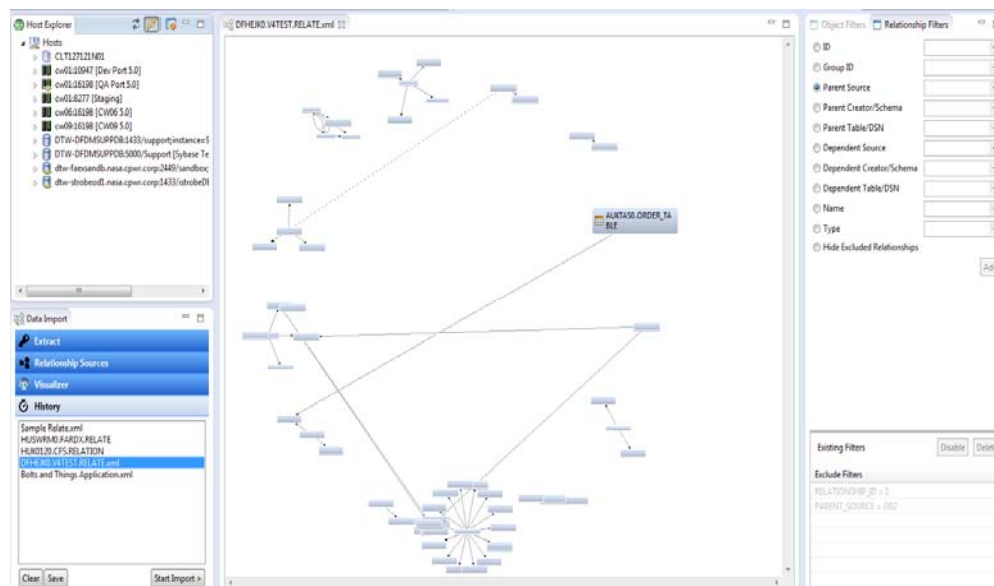 Host Explorer
Hosts
CLT127121N01
cw01:10947 [Dev Port 5.0]
cw01:16198 [QA Port 5.0]
cw01:8277 [Staging]
cw06:16198 [CW06 5.0]
cw09:16198 [CW09 5.0]
DTW-DFDMSUPPDB:1433/support;instance=S
DTW-DFDMSUPPDB:5000/Support [Sybase Te
dtw-faexsandb.nasa.cpwr.corp:2449/sandbox;
dtw-strobeod1.nasa.cpwr.corp:1433/istrobeDE
Data Import
Extract
Relationship Sources
Visualizer
History
Sample Relate.xml
HUSWRM0.FARDX.RELATE
HUK0120.CFS.RELATION
DFHEJK0.V4TEST.RELATE.xml
Bolts and Things Application.xml
Clear
Save
Start Import >
DFHEJK0.V4TEST.RELATE.xml
AUKTAS0.ORDER_TA
BLE
Object Filters
Relationship Filters
ID
Group ID
Parent Source
Parent Creator/Schema
Parent Table/DSN
Dependent Source
Dependent Creator/Schema
Dependent Table/DSN
Name
Type
Hide Excluded Relationships
Ad
Existing Filters
Disable
Delet
Exclude Filters
RELATIONSHIP_ID = 1
PARENT_SOURCE = DB2